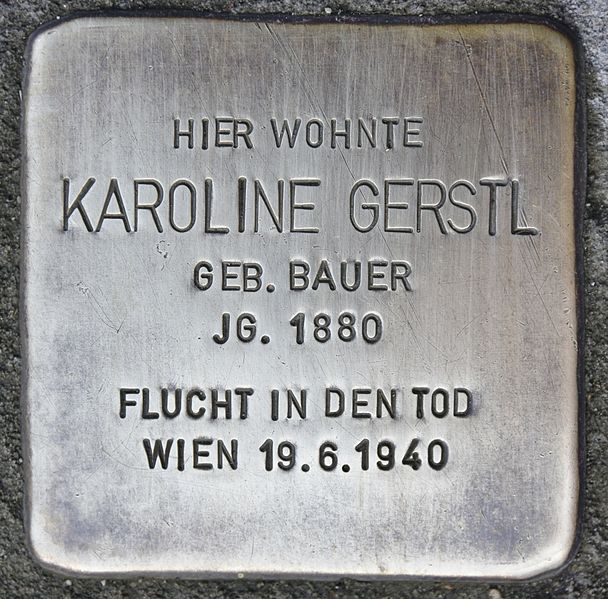 HIER WOHNTE
KAROLINE GERSTL
GEB. BAUER
JG. 1880
FLUCHT IN DEN TOD
WIEN 19.6.1940